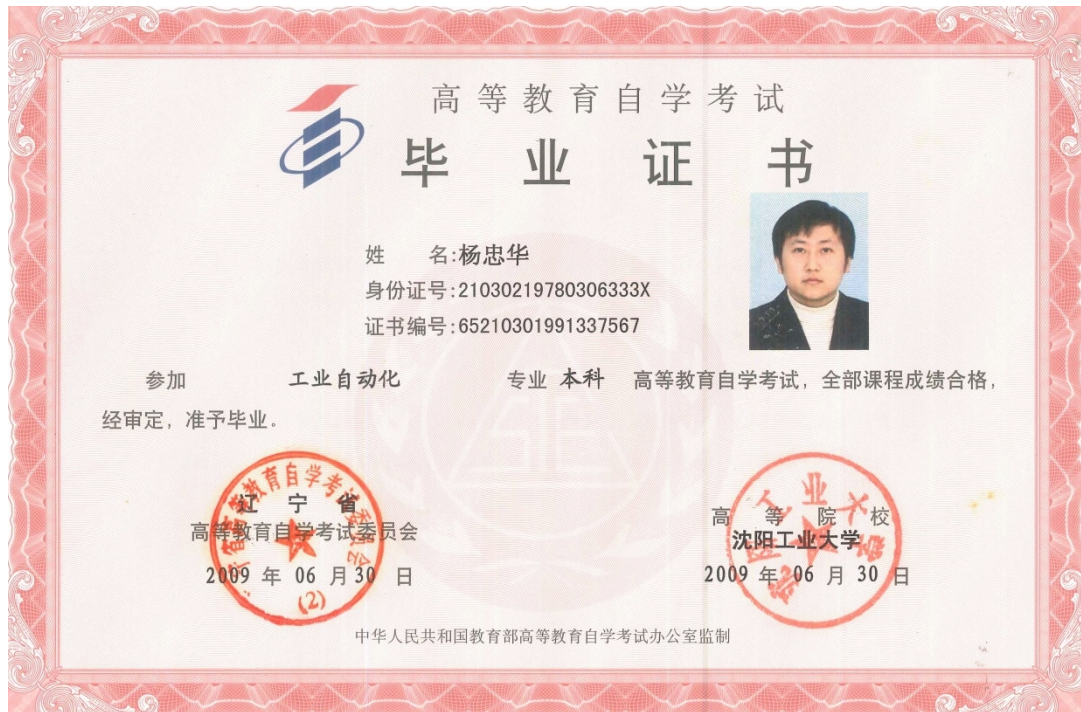 高等教育自学考试
毕业证书
姓 名:杨忠华
身份证号:21030219780306333X
证书编号:65210301991337567
参加 工业自动化 专业 本科 高等教育自学考试，全部课程成绩合格，
经审定，准予毕业。
辽宁省
高等教育自学考试委员会
2009 年 06 月 30 日
(2)
高等院校
沈阳工业大学
2009 年 06 月 30 日
中华人民共和国教育部高等教育自学考试办公室监制